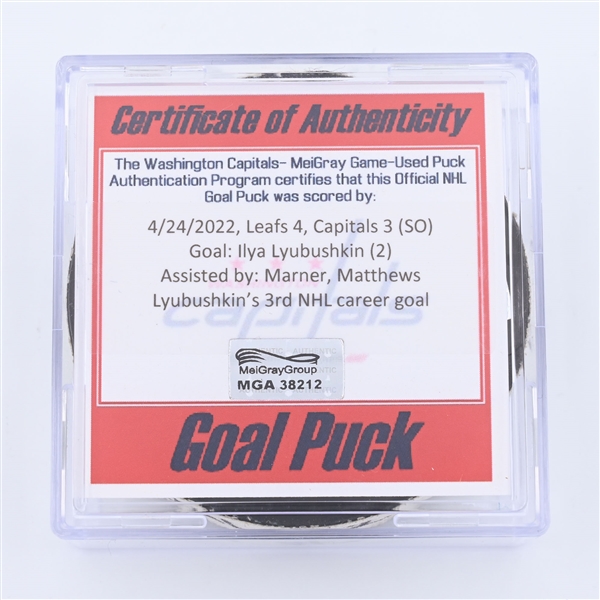 Certificate of Authenticity
The Washington Capitals- MeiGray Game-Used Puck
Authentication Program certifies that this Official NHL
Goal Puck was scored by:
4/24/2022, Leafs 4, Capitals 3 (SO)
Goal: Ilya Lyubushkin (2)
Assisted by: Marner, Matthews
Lyubushkin's 3rd NHL career goal
capitals
MeiGrayGroup
MGA 38212
Goal Puck